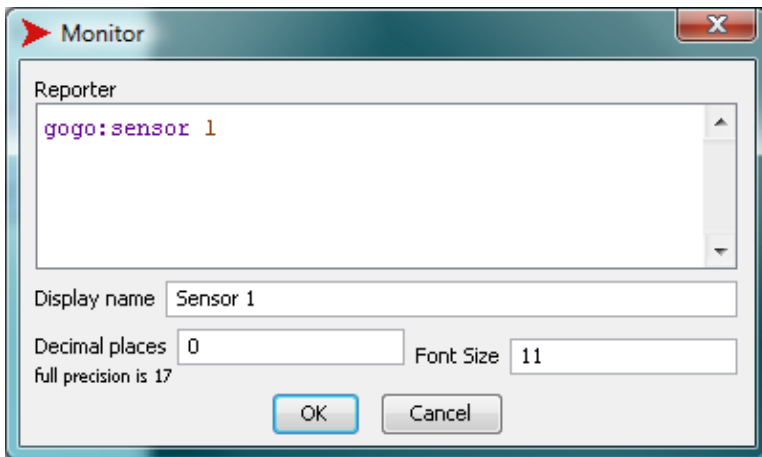 Monitor
Reporter
gogo:sensor 1
Display name Sensor 1
Decimal places 0 Font Size 11
full precision is 17
OK Cancel